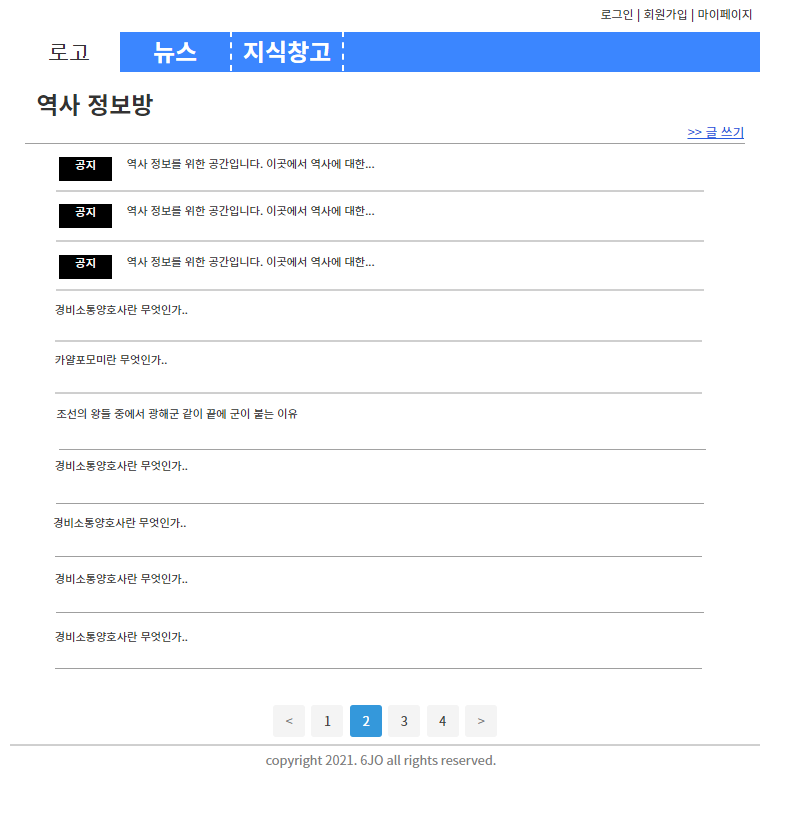 로그인 | 회원가입 | 마이페이지
로고 뉴스 지식창고
역사 정보방
>> 글 쓰기
공지 역사 정보를 위한 공간입니다. 이곳에서 역사에 대한...
공지 역사 정보를 위한 공간입니다. 이곳에서 역사에 대한...
공지 역사 정보를 위한 공간입니다. 이곳에서 역사에 대한...
경비소통양호사란 무엇인가..
카얄포모미란 무엇인가..
조선의 왕들 중에서 광해군 같이 끝에 군이 붙는 이유
경비소통양호사란 무엇인가..
경비소통양호사란 무엇인가..
경비소통양호사란 무엇인가..
경비소통양호사란 무엇인가..
< 1 2 3 4 >
copyright 2021. 6JO all rights reserved.